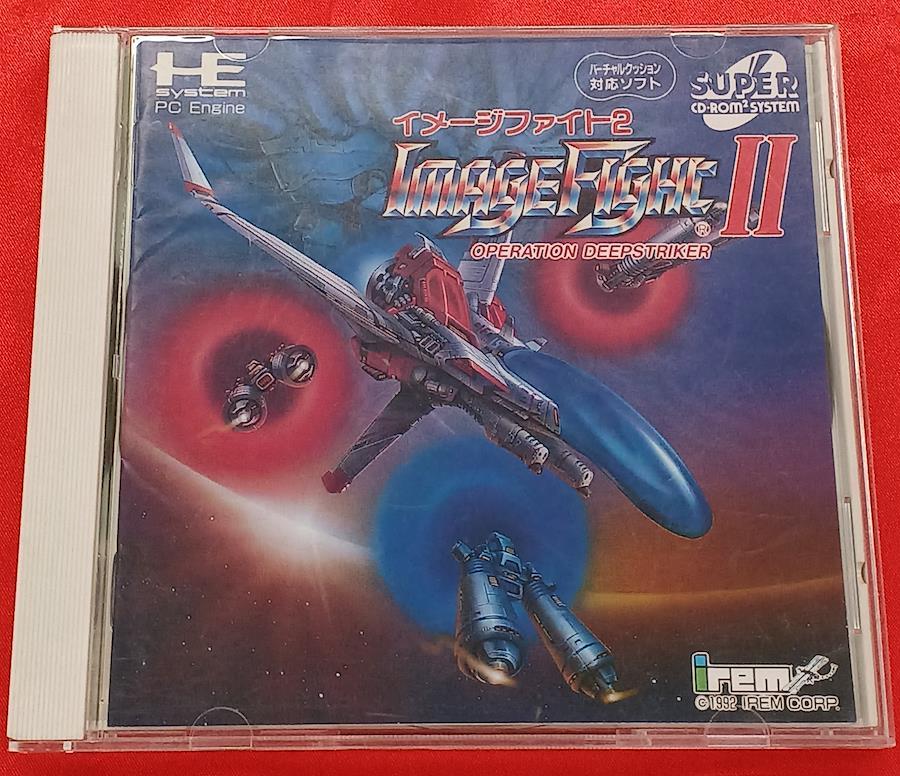 HE
system
PC Engine
バーチャルクッション
対応ソフト
SUPER
CD-ROM² SYSTEM
イメージファイト2
IMAGE FIGHT II
®
OPERATION DEEPSTRIKER
irem
©1992 IREM CORP.